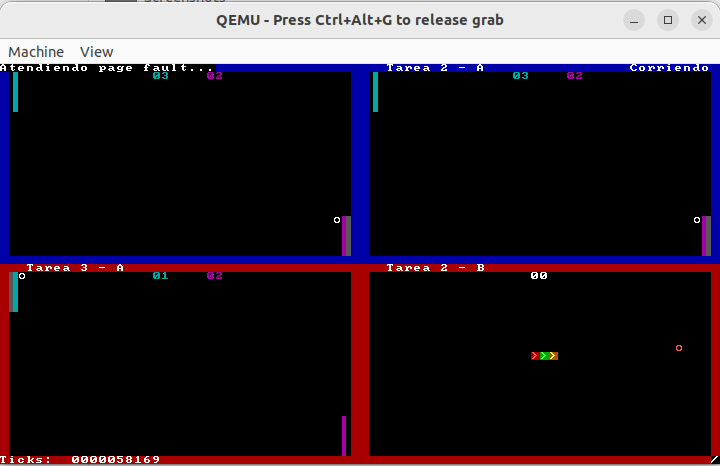 QEMU - Press Ctrl+Alt+G to release grab
Machine View
Atendiendo page fault...
Tarea 2 - A Corriendo
03 02
03 02
Tarea 3 - A
Tarea 2 - B
01 02
00
Ticks: 0000058169